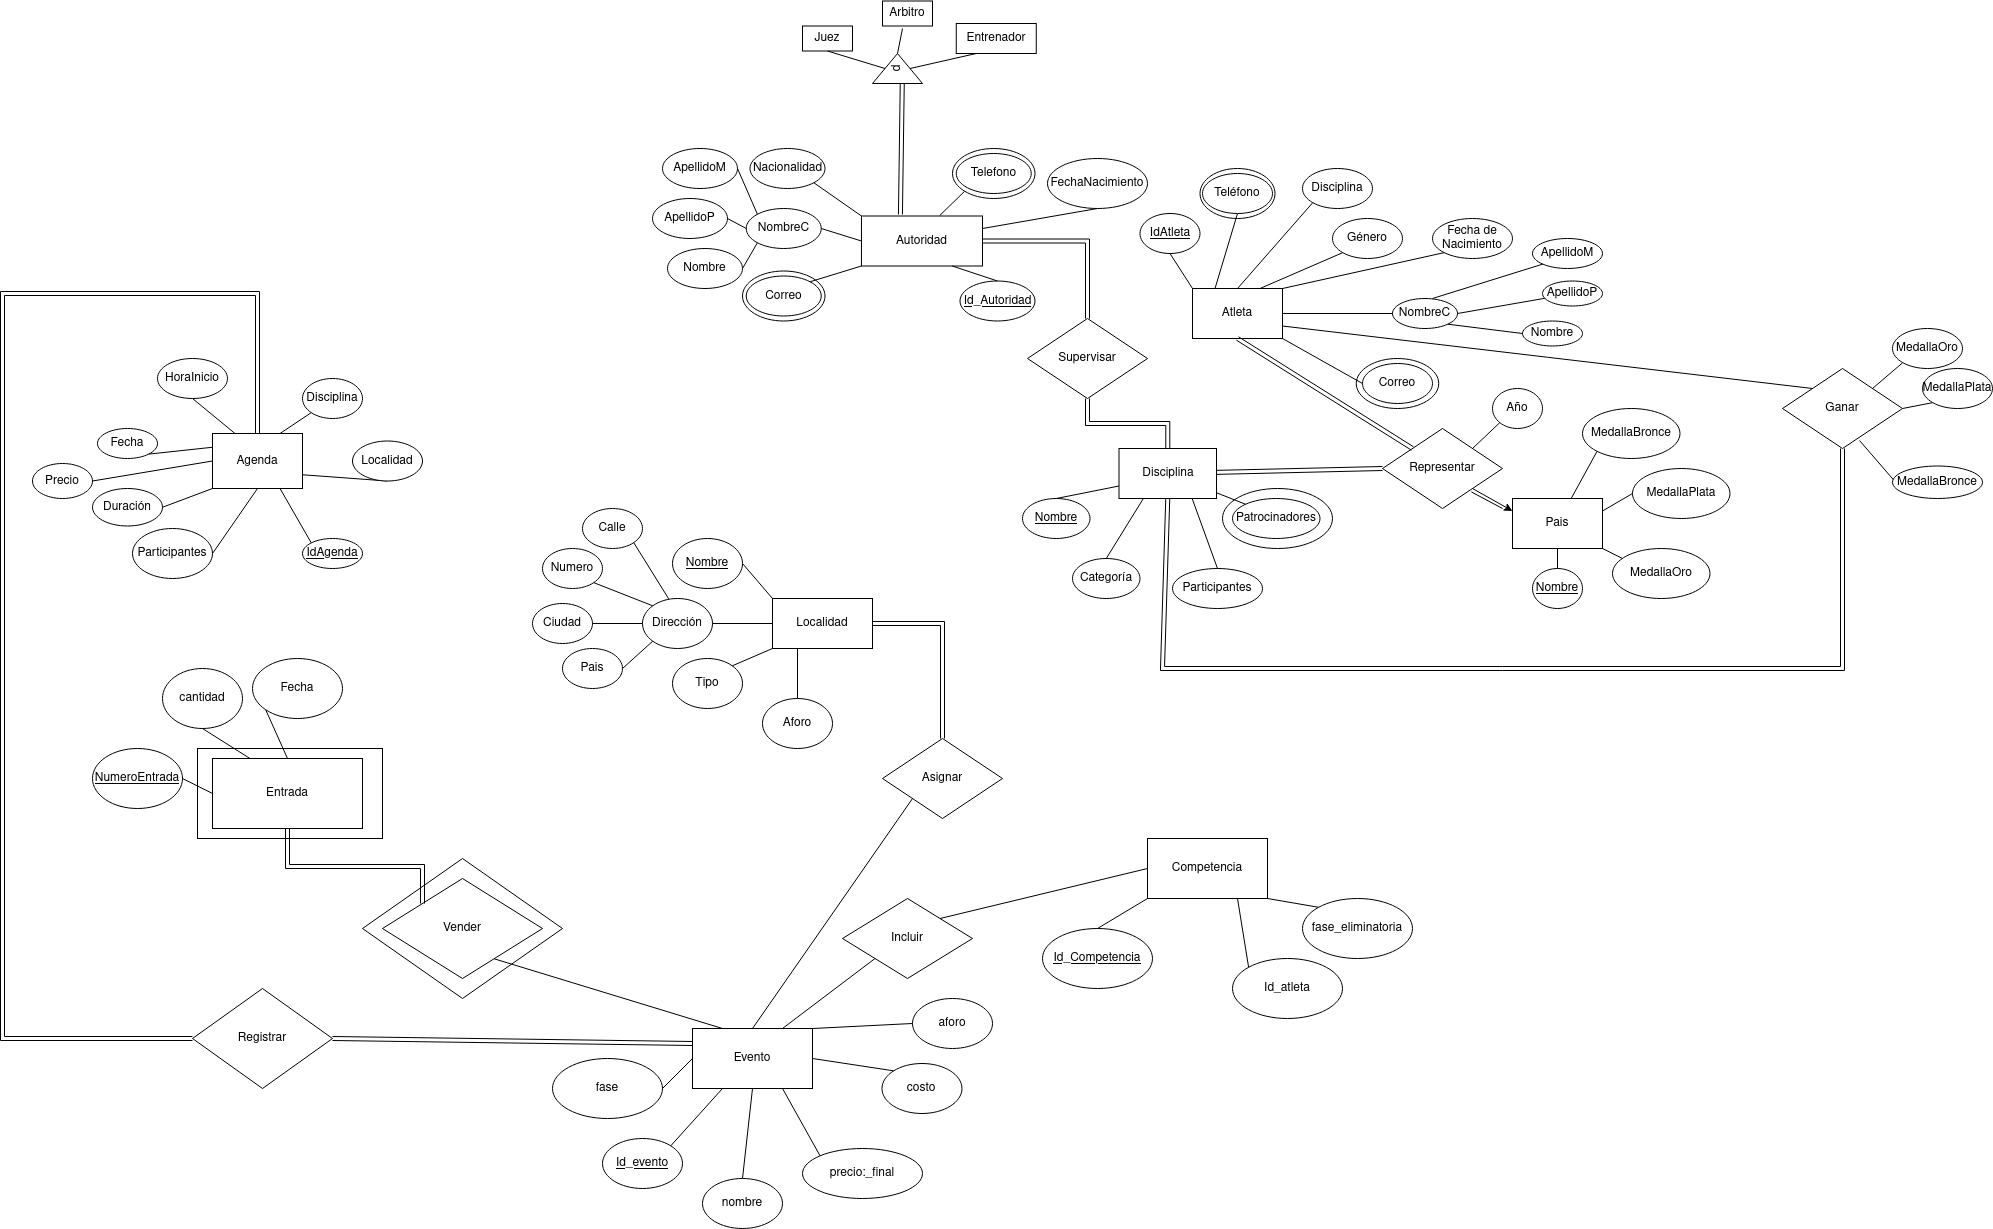 Arbitro
Juez
Entrenador
d
ApellidoM
Nacionalidad
Telefono
FechaNacimiento
ApellidoP
NombreC
Autoridad
Nombre
Correo
Id_Autoridad
Teléfono
Disciplina
IdAtleta
Género
Fecha de
Nacimiento
ApellidoM
ApellidoP
Atleta
NombreC
Nombre
Correo
Supervisar
MedallaOro
MedallaPlata
Ganar
MedallaBronce
Año
Representar
MedallaBronce
MedallaPlata
Pais
MedallaOro
Nombre
Disciplina
Nombre
Patrocinadores
Categoría
Participantes
HoraInicio
Disciplina
Fecha
Agenda
Localidad
Precio
Duración
Participantes
IdAgenda
Calle
Numero
Nombre
Ciudad
Dirección
Localidad
Pais
Tipo
Aforo
cantidad
Fecha
NumeroEntrada
Entrada
Asignar
Vender
Incluir
Competencia
Id_Competencia
fase_eliminatoria
Id_atleta
Registrar
Evento
aforo
costo
fase
Id_evento
precio:_final
nombre